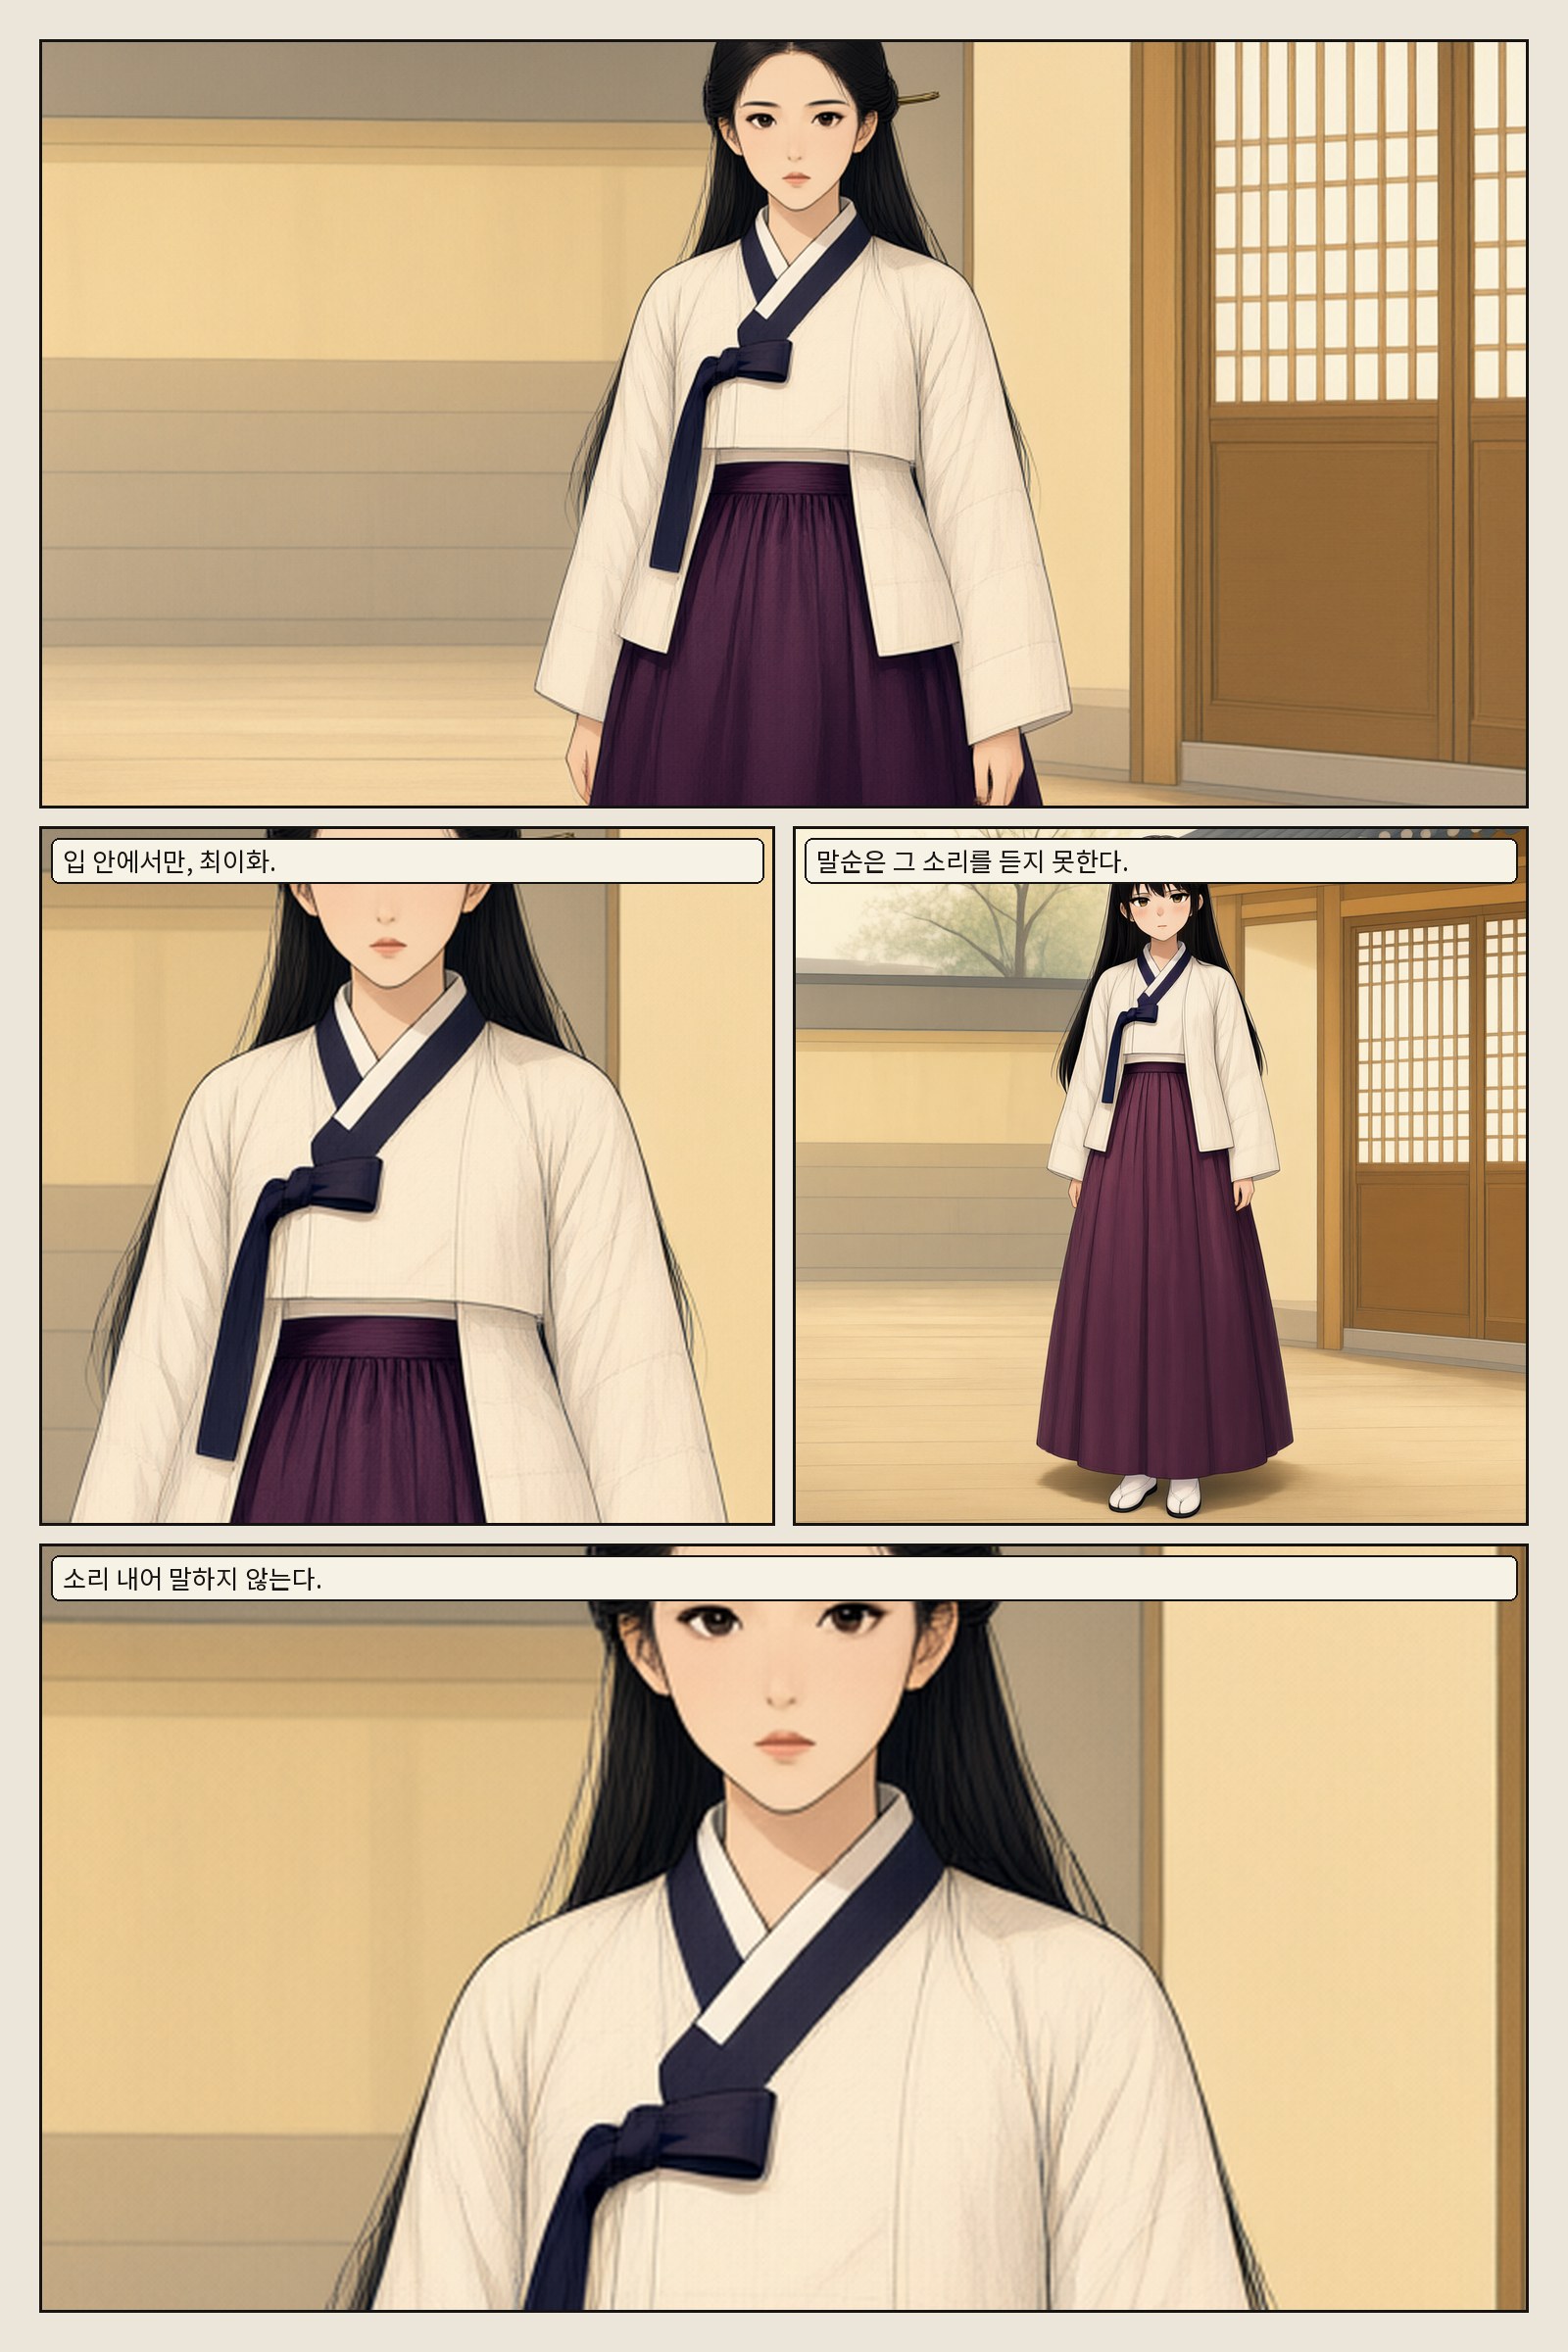 입 안에서만, 최이화.
말순은 그 소리를 듣지 못한다.
소리 내어 말하지 않는다.